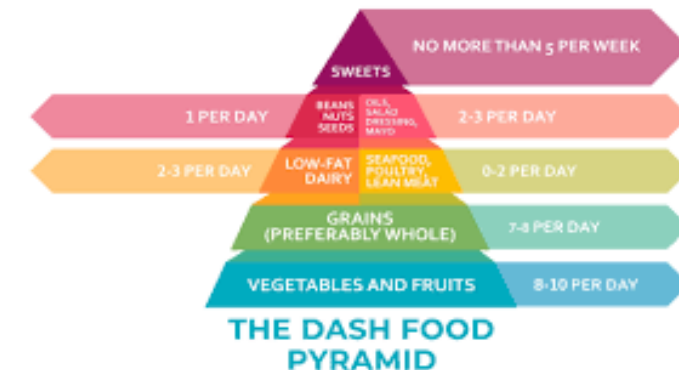 NO MORE THAN 5 PER WEEK
SWEETS
1 PER DAY
BEANS
NUTS
SEEDS
OILS,
SALAD
DRESSING,
MAYO
2-3 PER DAY
2-3 PER DAY
LOW-FAT
DAIRY
SEAFOOD,
POULTRY,
LEAN MEAT
0-2 PER DAY
GRAINS
(PREFERABLY WHOLE)
7-8 PER DAY
VEGETABLES AND FRUITS
8-10 PER DAY
THE DASH FOOD
PYRAMID